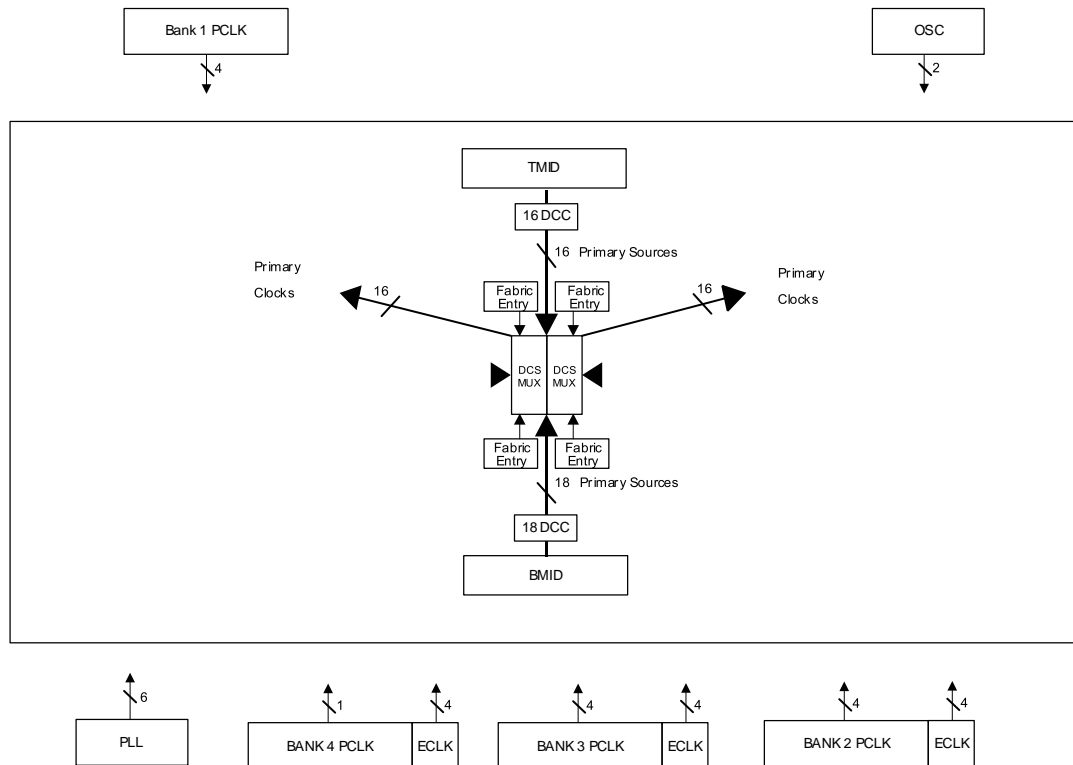 Bank 1 PCLK
OSC
4
2
TMID
16 DCC
16 Primary Sources
Primary
Clocks
16
Fabric
Entry
Fabric
Entry
16
Primary
Clocks
DCS
MUX
DCS
MUX
Fabric
Entry
Fabric
Entry
18 Primary Sources
18 DCC
BMID
6
1
4
4
4
4
4
PLL
BANK 4 PCLK
ECLK
BANK 3 PCLK
ECLK
BANK 2 PCLK
ECLK